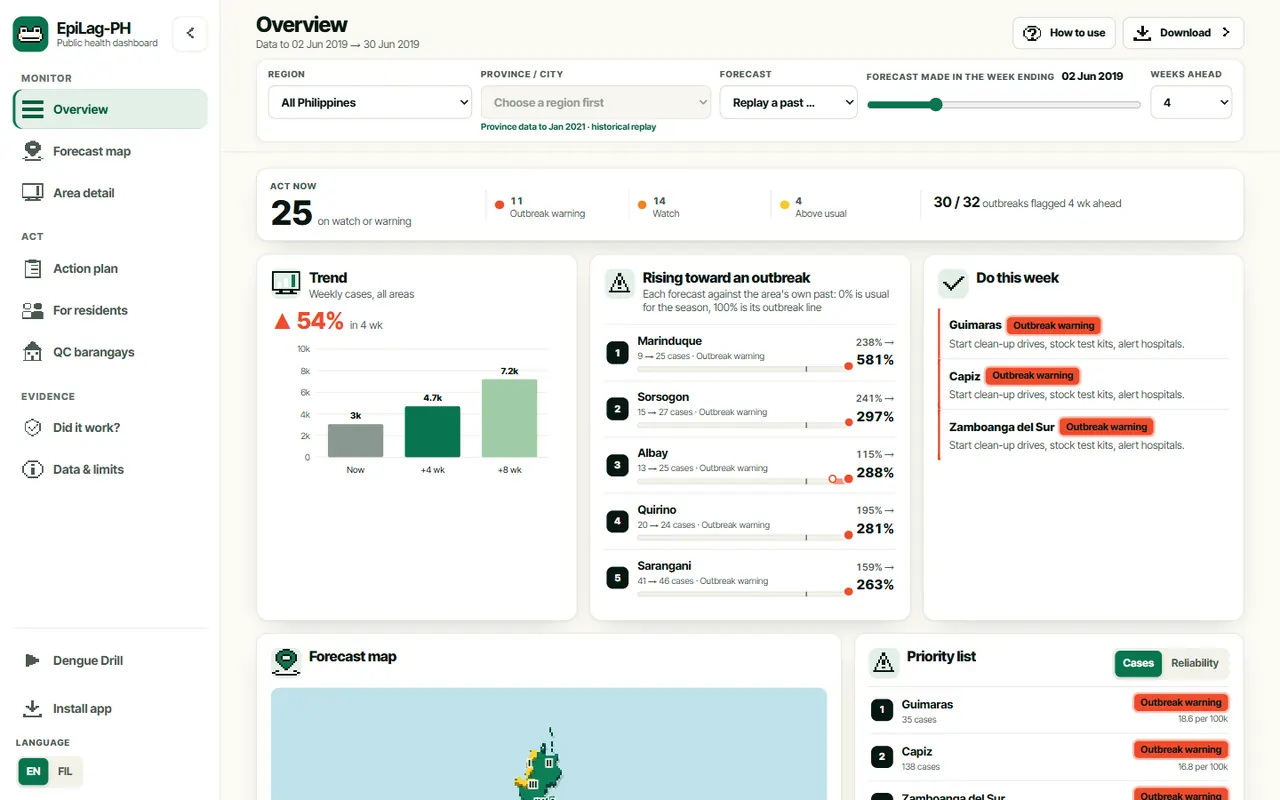 EpiLag-PH
Public health dashboard
MONITOR
Overview
Forecast map
Area detail
ACT
Action plan
For residents
QC barangays
EVIDENCE
Did it work?
Data & limits
Dengue Drill
Install app
LANGUAGE
EN FIL
Overview
Data to 02 Jun 2019 → 30 Jun 2019
How to use
Download
REGION
All Philippines
PROVINCE / CITY
Choose a region first
Province data to Jan 2021 · historical replay
FORECAST
Replay a past ...
FORECAST MADE IN THE WEEK ENDING 02 Jun 2019
WEEKS AHEAD
4
ACT NOW
25 on watch or warning
11
Outbreak warning
14
Watch
4
Above usual
30 / 32 outbreaks flagged 4 wk ahead
Trend
Weekly cases, all areas
▲ 54% in 4 wk
10k
8k
6k
4k
2k
0
3k
4.7k
7.2k
Now
+4 wk
+8 wk
Rising toward an outbreak
Each forecast against the area's own past: 0% is usual
for the season, 100% is its outbreak line
1
Marinduque
9 → 25 cases · Outbreak warning
238% →
581%
2
Sorsogon
15 → 27 cases · Outbreak warning
241% →
297%
3
Albay
13 → 25 cases · Outbreak warning
115% →
288%
4
Quirino
20 → 24 cases · Outbreak warning
195% →
281%
5
Sarangani
41 → 46 cases · Outbreak warning
159% →
263%
Do this week
Guimaras Outbreak warning
Start clean-up drives, stock test kits, alert hospitals.
Capiz Outbreak warning
Start clean-up drives, stock test kits, alert hospitals.
Zamboanga del Sur Outbreak warning
Start clean-up drives, stock test kits, alert hospitals.
Forecast map
II
III
Priority list
Cases Reliability
1
Guimaras
35 cases
Outbreak warning
18.6 per 100k
2
Capiz
138 cases
Outbreak warning
16.8 per 100k
Zamboanga del Sur
Outbreak warning